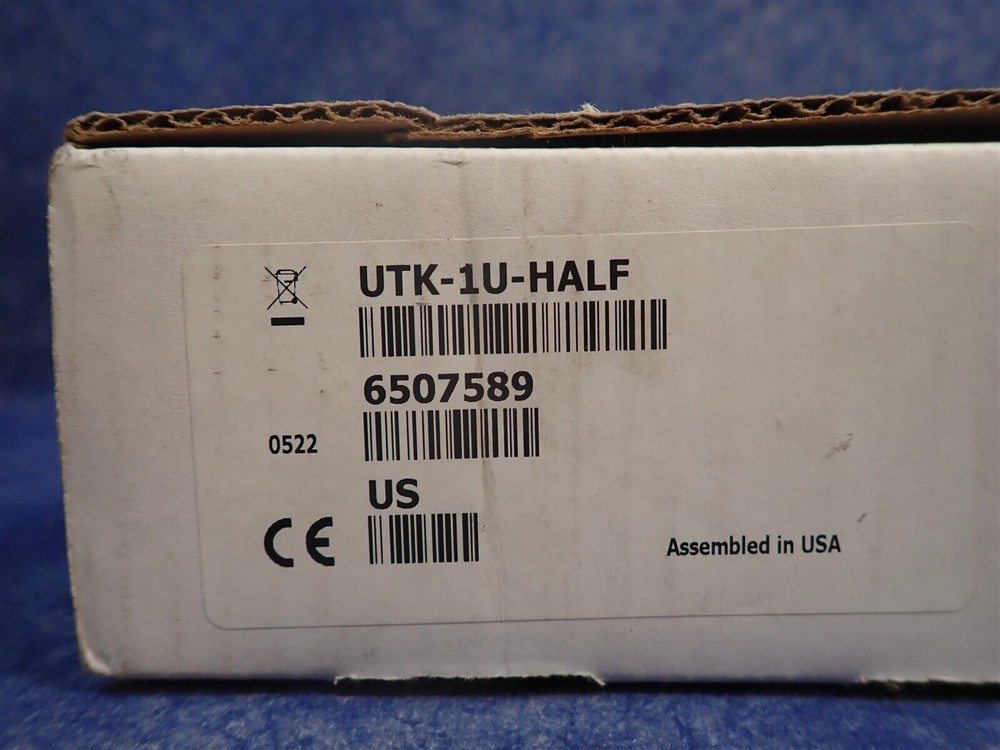 UTK-1U-HALF
6507589
0522
US
CE
Assembled in USA